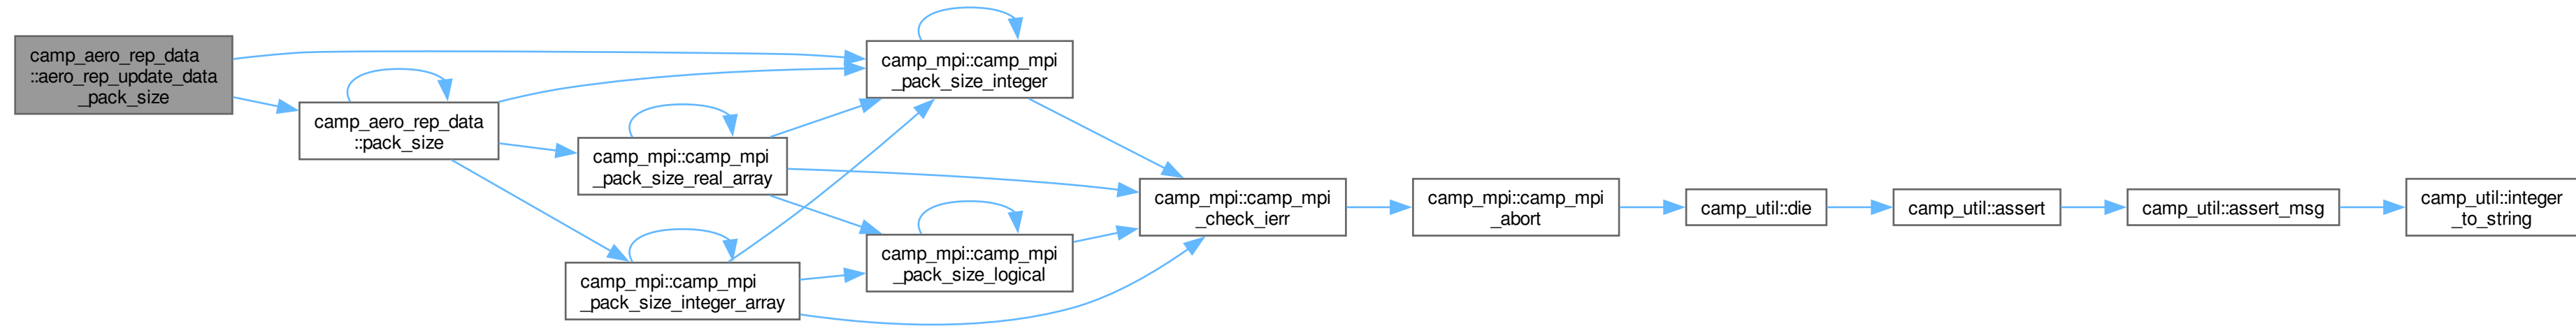 camp_aero_rep_data
::aero_rep_update_data
_pack_size
camp_aero_rep_data
::pack_size
camp_mpi::camp_mpi
_pack_size_integer
camp_mpi::camp_mpi
_pack_size_real_array
camp_mpi::camp_mpi
_pack_size_logical
camp_mpi::camp_mpi
_pack_size_integer_array
camp_mpi::camp_mpi
_check_ierr
camp_mpi::camp_mpi
_abort
camp_util::die
camp_util::assert
camp_util::assert_msg
camp_util::integer
_to_string